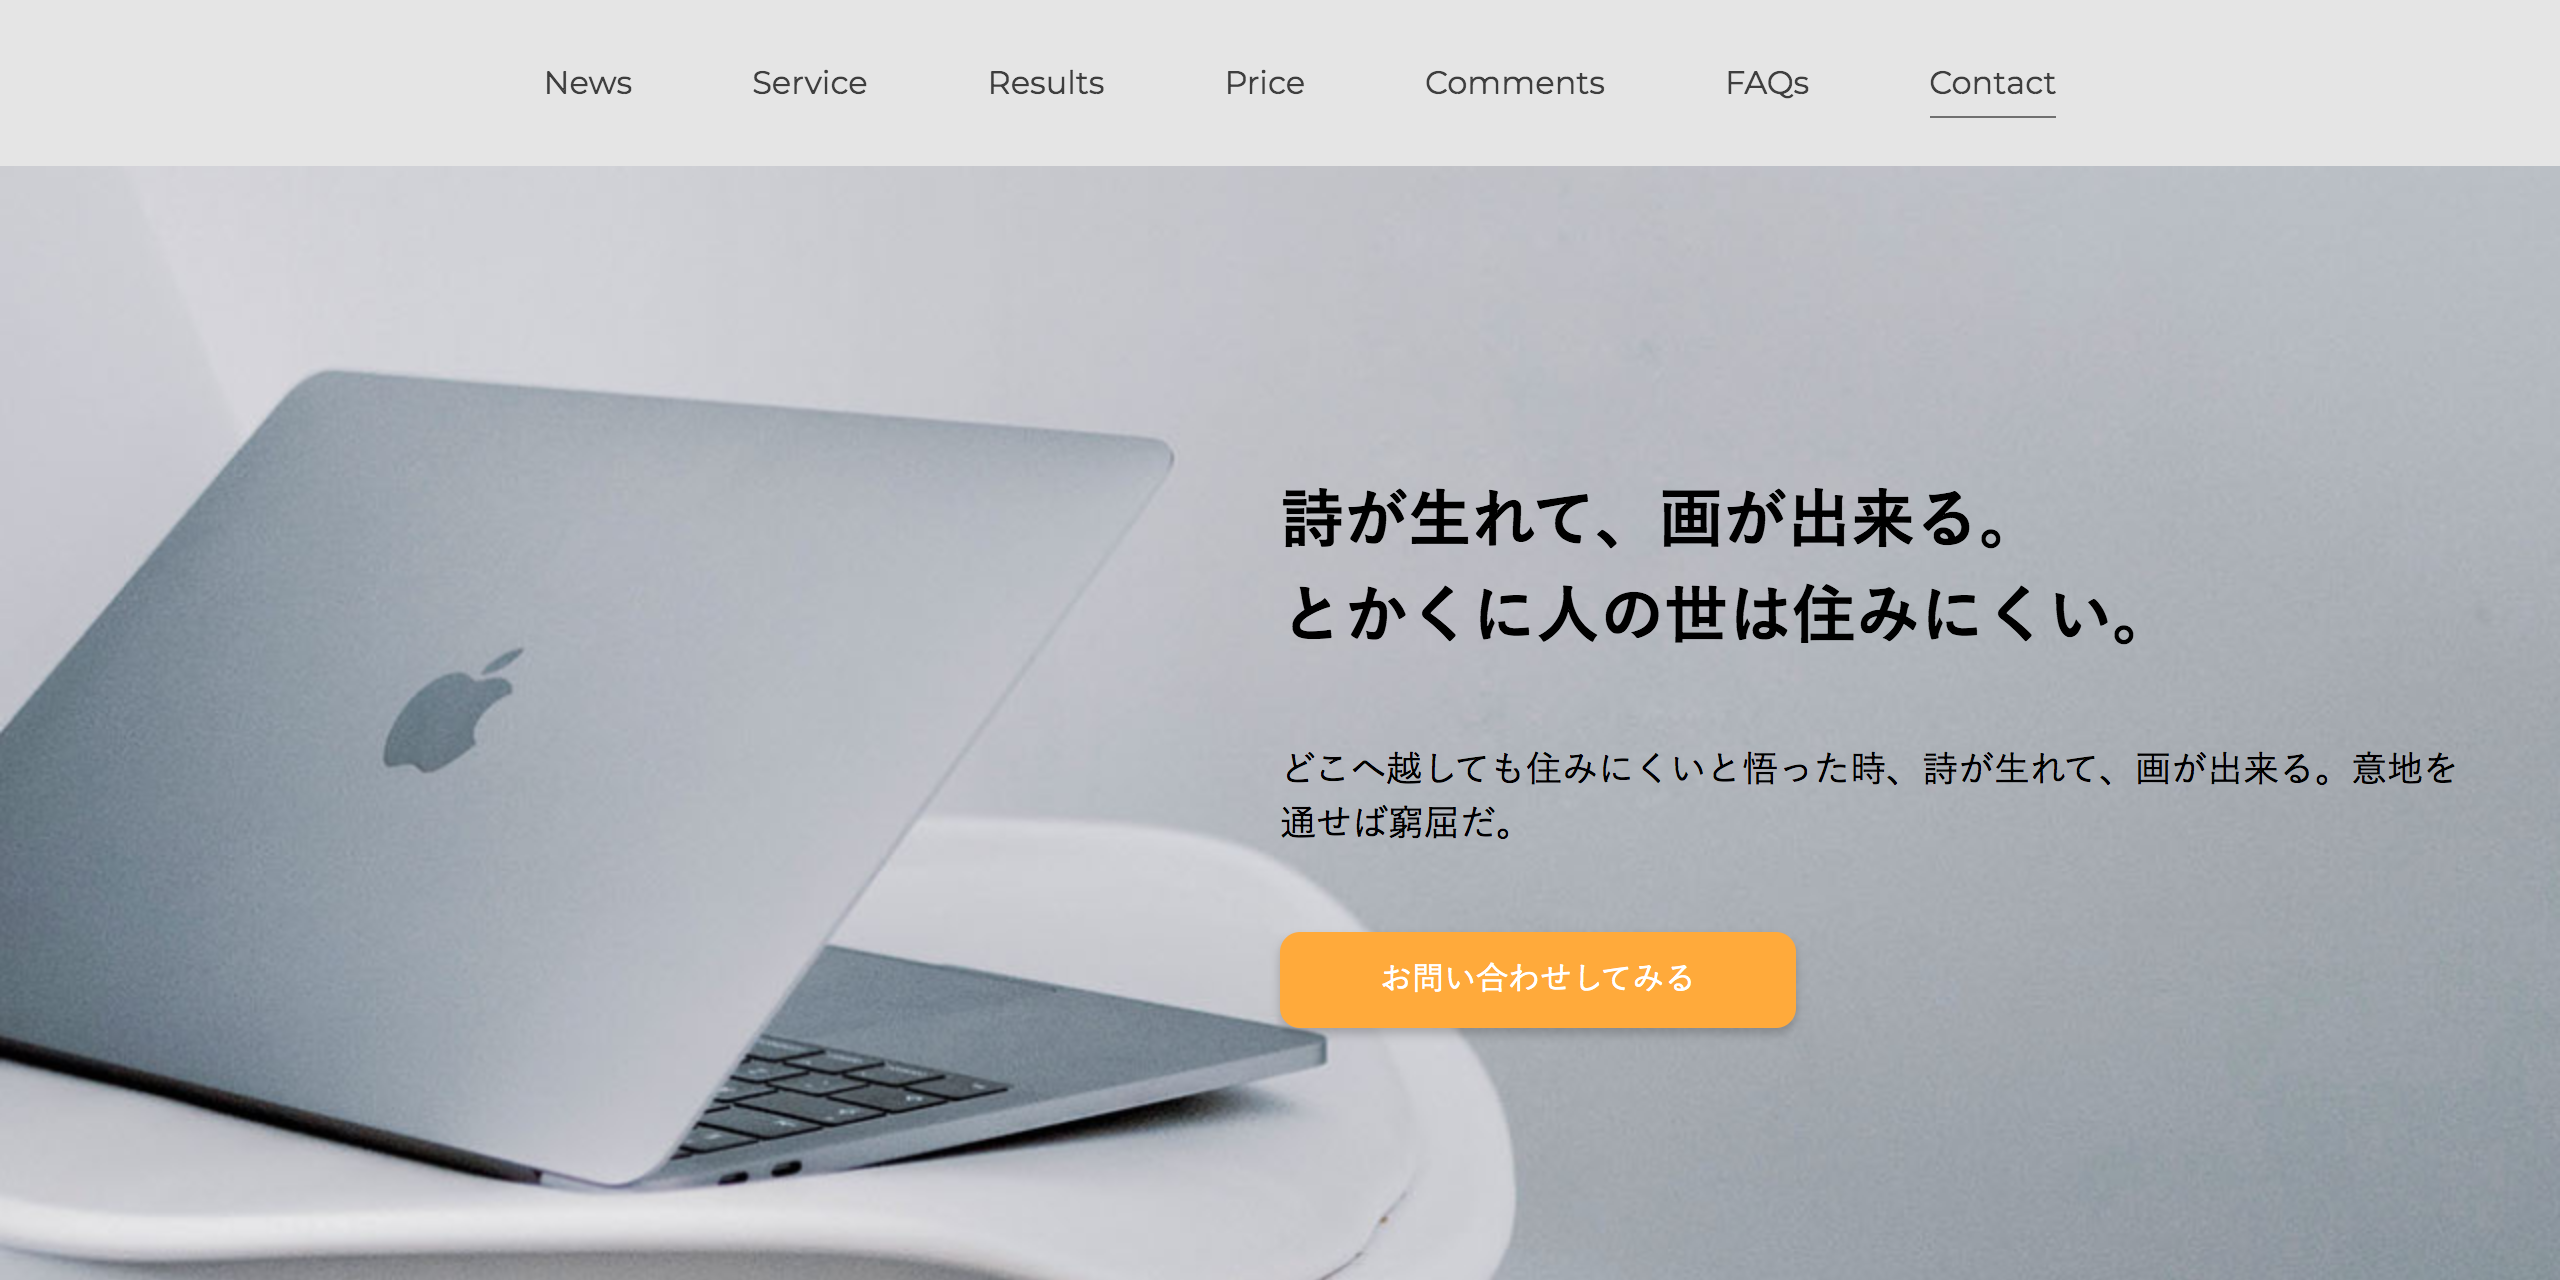 News Service Results Price Comments FAQs Contact
詩が生れて、画が出来る。
とかくに人の世は住みにくい。
どこへ越しても住みにくいと悟った時、詩が生れて、画が出来る。意地を
通せば窮屈だ。
お問い合わせしてみる